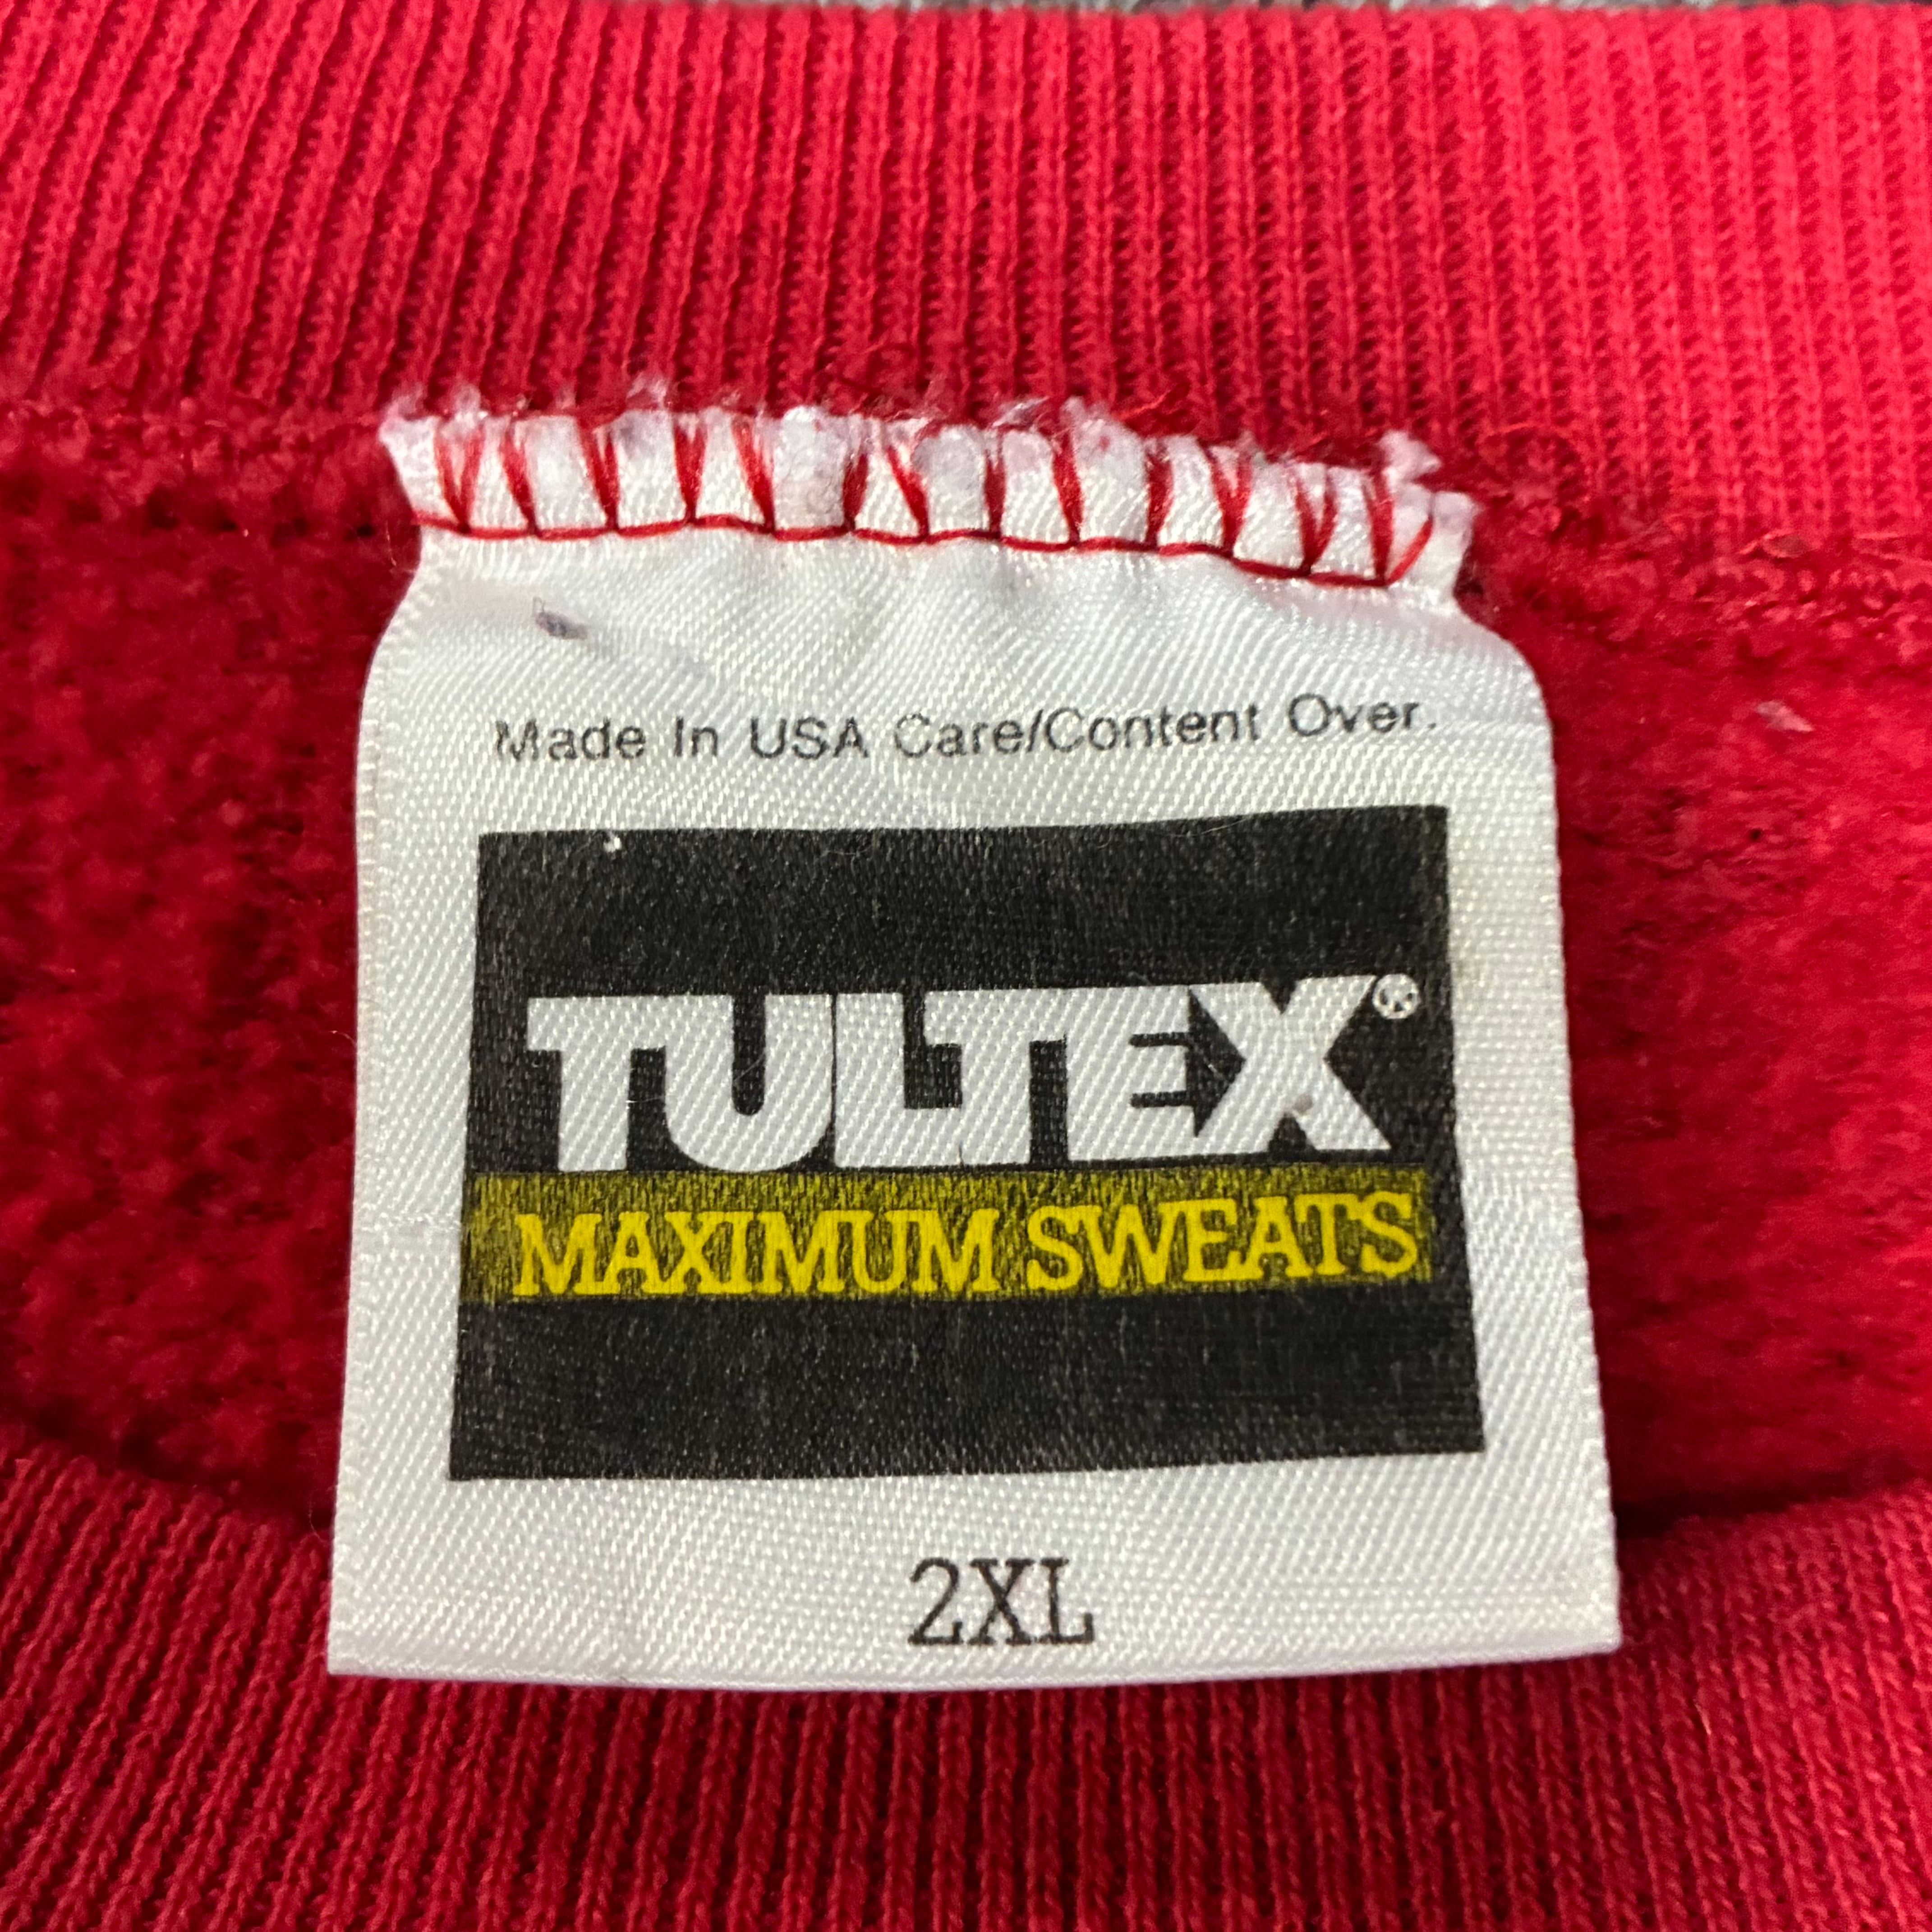 Made In USA Care/Content Over.
TULTEX®
MAXIMUM SWEATS
2XL